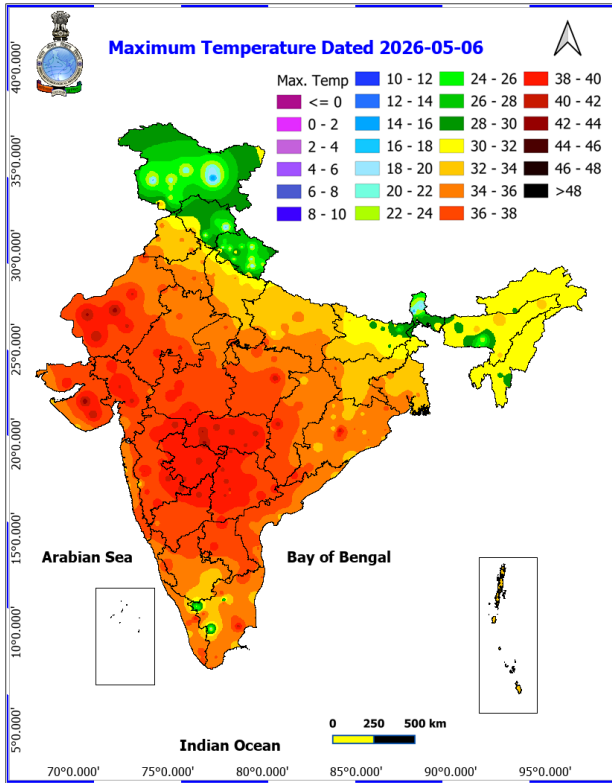 Maximum Temperature Dated 2026-05-06
Max. Temp
<= 0
0 - 2
2 - 4
4 - 6
6 - 8
8 - 10
10 - 12
12 - 14
14 - 16
16 - 18
18 - 20
20 - 22
22 - 24
24 - 26
26 - 28
28 - 30
30 - 32
32 - 34
34 - 36
36 - 38
38 - 40
40 - 42
42 - 44
44 - 46
46 - 48
>48
40°0.000'
35°0.000'
30°0.000'
25°0.000'
20°0.000'
15°0.000'
10°0.000'
5°0.000'
Arabian Sea
Bay of Bengal
Indian Ocean
0 250 500 km
70°0.000' 75°0.000' 80°0.000' 85°0.000' 90°0.000' 95°0.000'